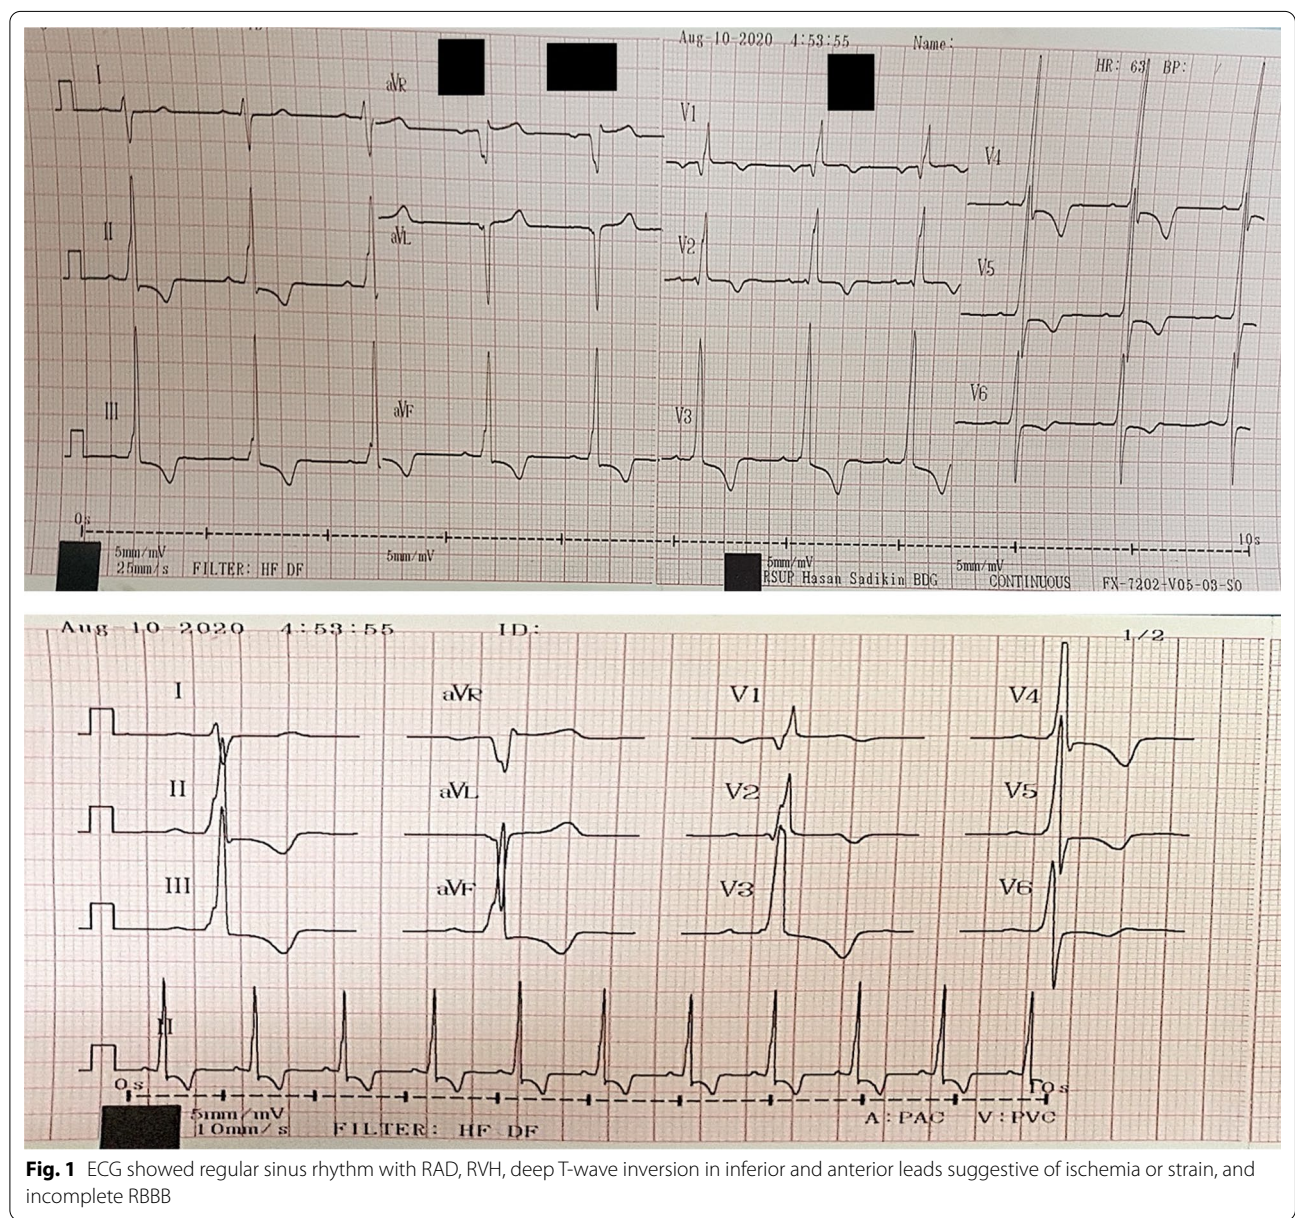 Aug-10-2020 4:53:55 Name:
HR: 63 BP: /
I
aVR
V1
V4
II
aVL
V2
V5
III
aVF
V3
V6
0s
10s
5mm/mV 5mm/mV 5mm/mV 5mm/mV
25mm/s FILTER: HF DF RSUP Hasan Sadikin BDG CONTINUOUS FX-7202-V05-03-S0
Aug-10-2020 4:53:55 ID: 1/2
I aVR V1 V4
II aVL V2 V5
III aVF V3 V6
II
0s 10s
5mm/mV A:PAC V:PVC
10mm/s FILTER: HF DF
Fig. 1 ECG showed regular sinus rhythm with RAD, RVH, deep T-wave inversion in inferior and anterior leads suggestive of ischemia or strain, and
incomplete RBBB